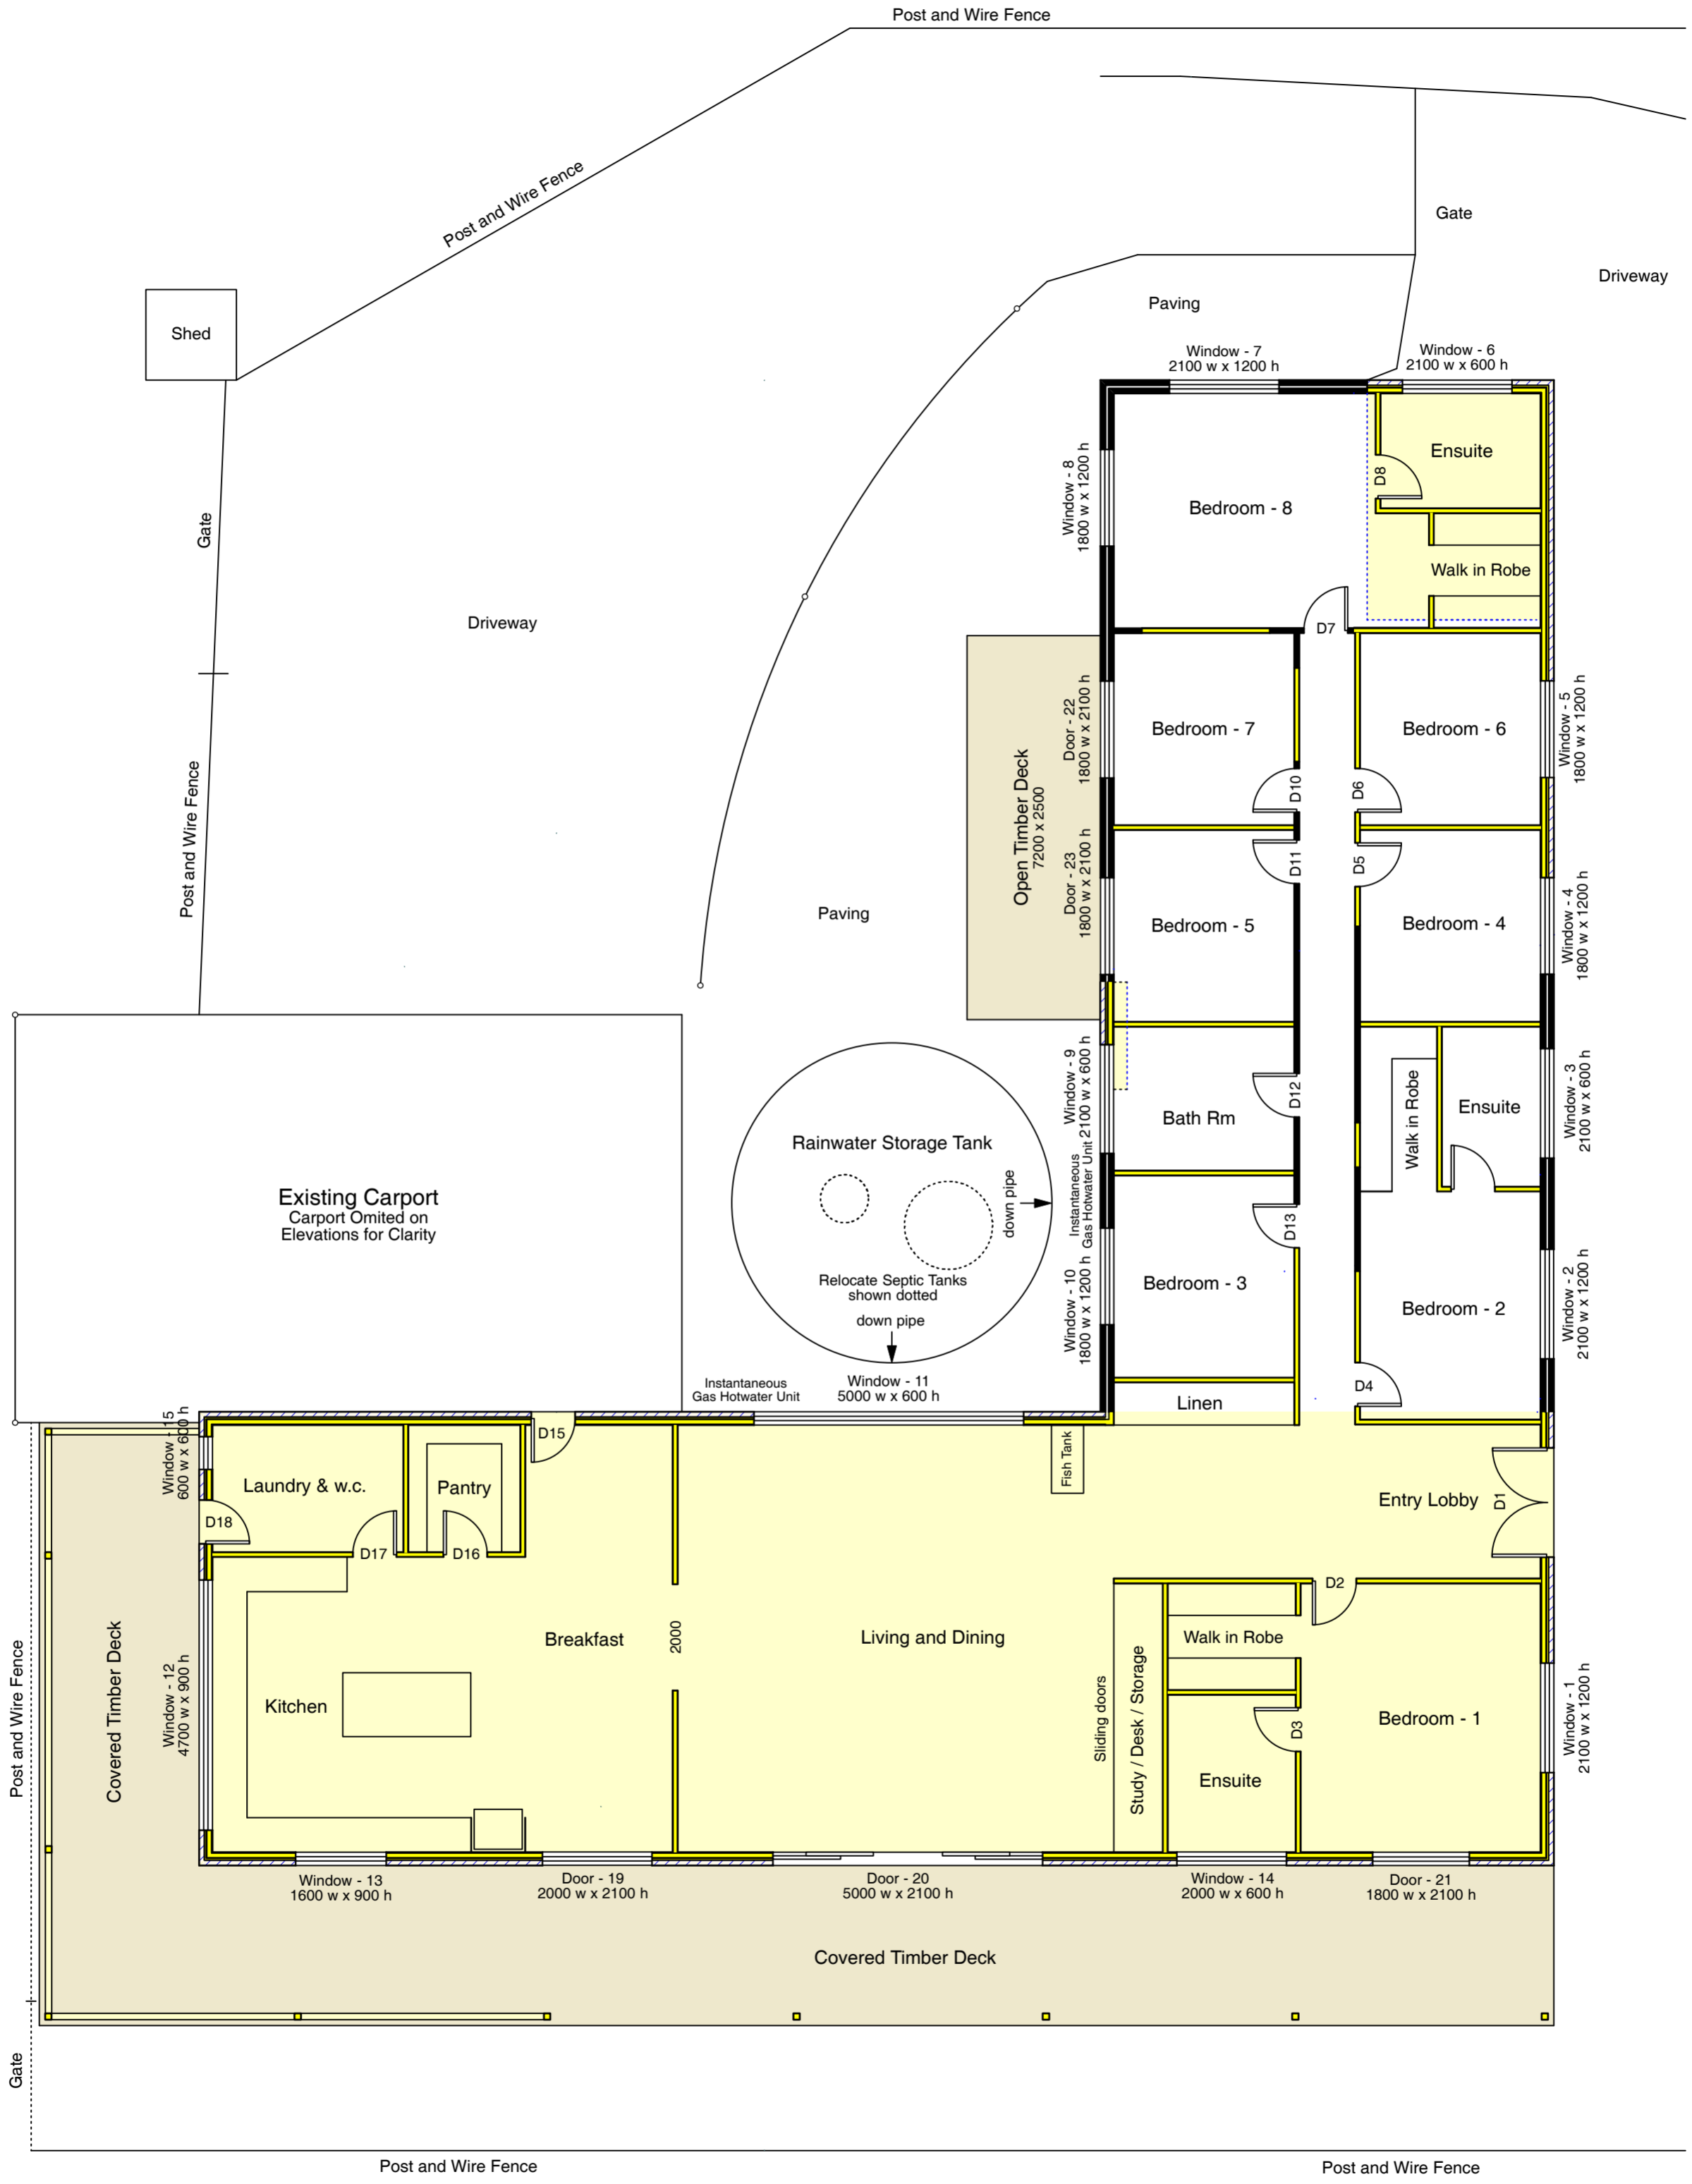 Post and Wire Fence
Post and Wire Fence
Gate
Driveway
Shed
Paving
Window - 7
2100 w x 1200 h
Window - 6
2100 w x 600 h
Gate
Window - 8
1800 w x 1200 h
Bedroom - 8
D8
Ensuite
Walk in Robe
Driveway
D7
Post and Wire Fence
Open Timber Deck
7200 x 2500
Door - 22
1800 w x 2100 h
Bedroom - 7
D10
D6
Bedroom - 6
Window - 5
1800 w x 1200 h
Paving
Door - 23
1800 w x 2100 h
Bedroom - 5
D11
D5
Bedroom - 4
Window - 4
1800 w x 1200 h
Window - 9
2100 w x 600 h
Bath Rm
D12
Walk in Robe
Ensuite
Window - 3
2100 w x 600 h
Rainwater Storage Tank
down pipe
Instantaneous
Gas Hotwater Unit
Existing Carport
Carport Omited on
Elevations for Clarity
Relocate Septic Tanks
shown dotted
down pipe
Window - 10
1800 w x 1200 h
Bedroom - 3
D13
Bedroom - 2
Window - 2
2100 w x 1200 h
D4
Instantaneous
Gas Hotwater Unit
Window - 11
5000 w x 600 h
Linen
Window - 15
600 w x 600 h
D15
Fish Tank
Laundry & w.c.
Pantry
D18
D17
D16
Entry Lobby
D1
D2
Post and Wire Fence
Covered Timber Deck
Window - 12
4700 w x 900 h
Kitchen
Breakfast
2000
Living and Dining
Sliding doors
Study / Desk / Storage
Walk in Robe
D3
Ensuite
Bedroom - 1
Window - 1
2100 w x 1200 h
Window - 13
1600 w x 900 h
Door - 19
2000 w x 2100 h
Door - 20
5000 w x 2100 h
Window - 14
2000 w x 600 h
Door - 21
1800 w x 2100 h
Covered Timber Deck
Gate
Post and Wire Fence
Post and Wire Fence